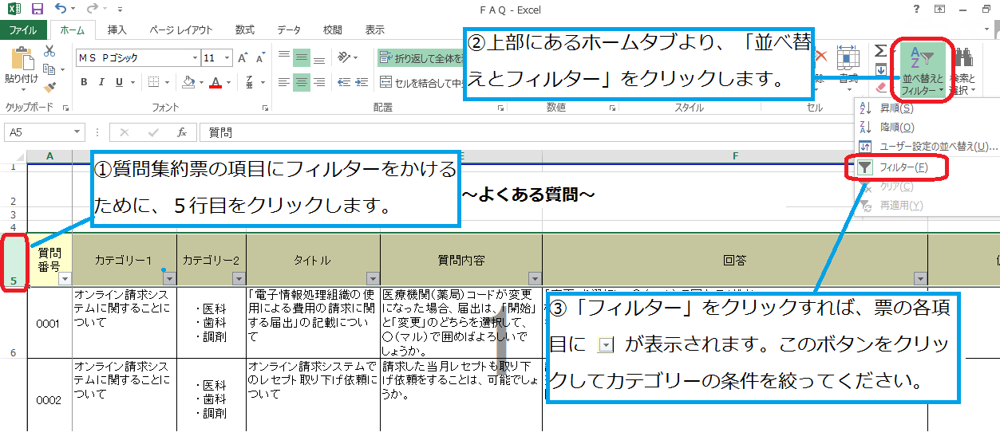 ＦＡＱ - Excel
ファイル ホーム 挿入 ページ レイアウト 数式 データ 校閲 表示
ＭＳ Ｐゴシック 11
折り返して全体を
貼り付け
B I U
セルを結合して中央
書式
並べ替えと フィルター
検索と 選択
クリップボード フォント 配置 数値 スタイル セル
②上部にあるホームタブより、「並べ替
えとフィルター」をクリックします。
昇順(S)
降順(O)
ユーザー設定の並べ替え(U)...
フィルター(F)
クリア(C)
再適用(Y)
A5 fx 質問
A E F
①質問集約票の項目にフィルターをかける
ために、５行目をクリックします。
1
2
3
4
～よくある質問～
5
質問
番号
カテゴリー1
カテゴリー2
タイトル
質問内容
回答
6
0001
オンライン請求シス
テムに関することに
ついて
・医科
・歯科
・調剤
「電子情報処理組織の使
用による費用の請求に関
する届出」の記載につい
て
医療機関(薬局)コードが変更
になった場合、届出は、「開始」
と「変更」のどちらを選択して、
〇(マル)で囲めばよろしいで
しょうか。
③「フィルター」をクリックすれば、票の各項
目に が表示されます。このボタンをクリッ
クしてカテゴリーの条件を絞ってください。
0002
オンライン請求シス
テムに関することに
ついて
・医科
・歯科
・調剤
オンライン請求システムで
のレセプト取り下げ依頼に
ついて
請求した当月レセプトも取り下
げ依頼をすることは、可能でしょ
うか。